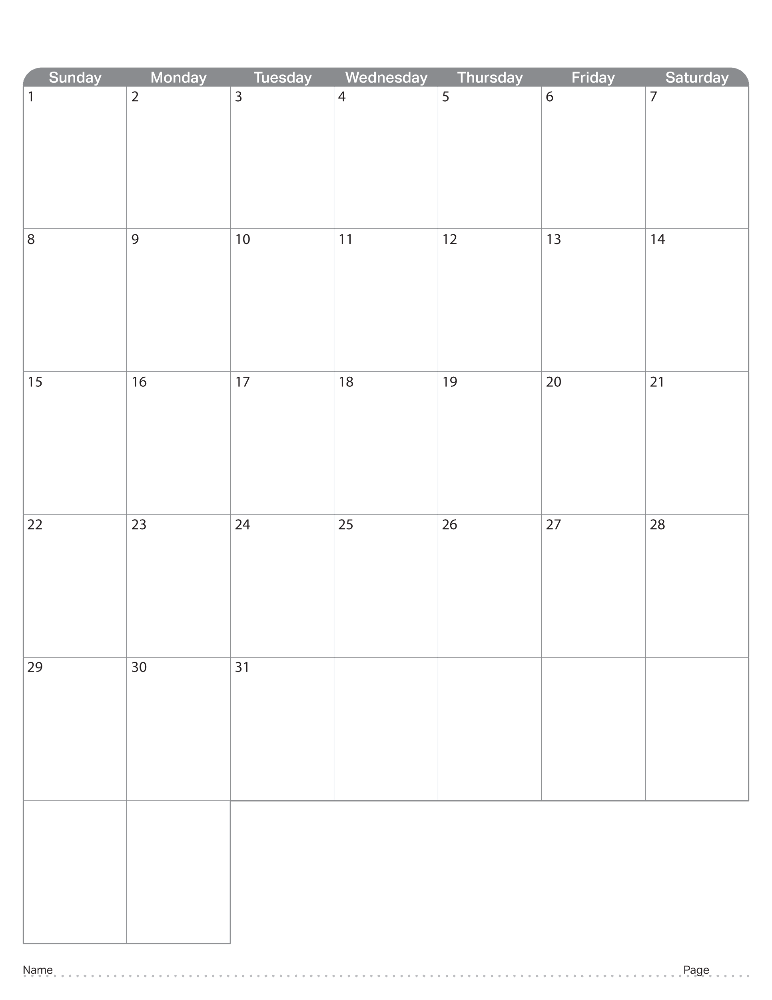 Sunday Monday Tuesday Wednesday Thursday Friday Saturday
1 2 3 4 5 6 7
8 9 10 11 12 13 14
15 16 17 18 19 20 21
22 23 24 25 26 27 28
29 30 31
Name Page